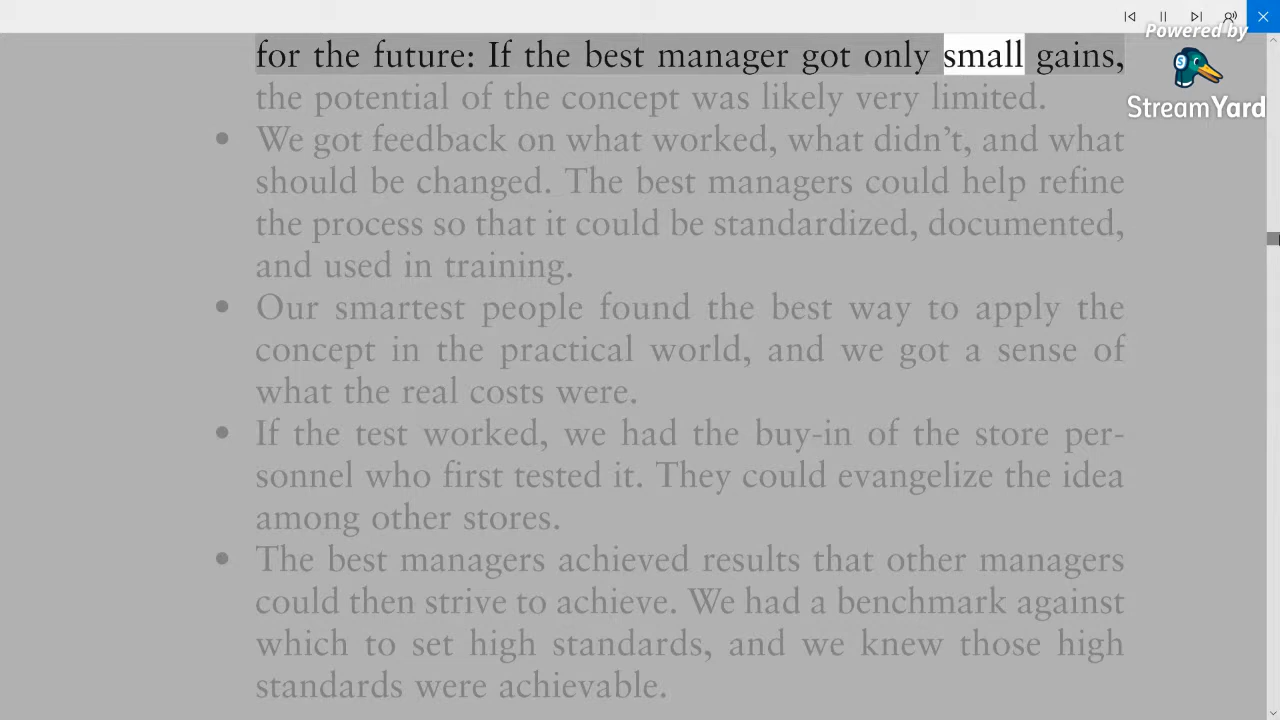 Powered by
StreamYard
for the future: If the best manager got only small gains,
the potential of the concept was likely very limited.
• We got feedback on what worked, what didn’t, and what
should be changed. The best managers could help refine
the process so that it could be standardized, documented,
and used in training.
• Our smartest people found the best way to apply the
concept in the practical world, and we got a sense of
what the real costs were.
• If the test worked, we had the buy-in of the store per-
sonnel who first tested it. They could evangelize the idea
among other stores.
• The best managers achieved results that other managers
could then strive to achieve. We had a benchmark against
which to set high standards, and we knew those high
standards were achievable.